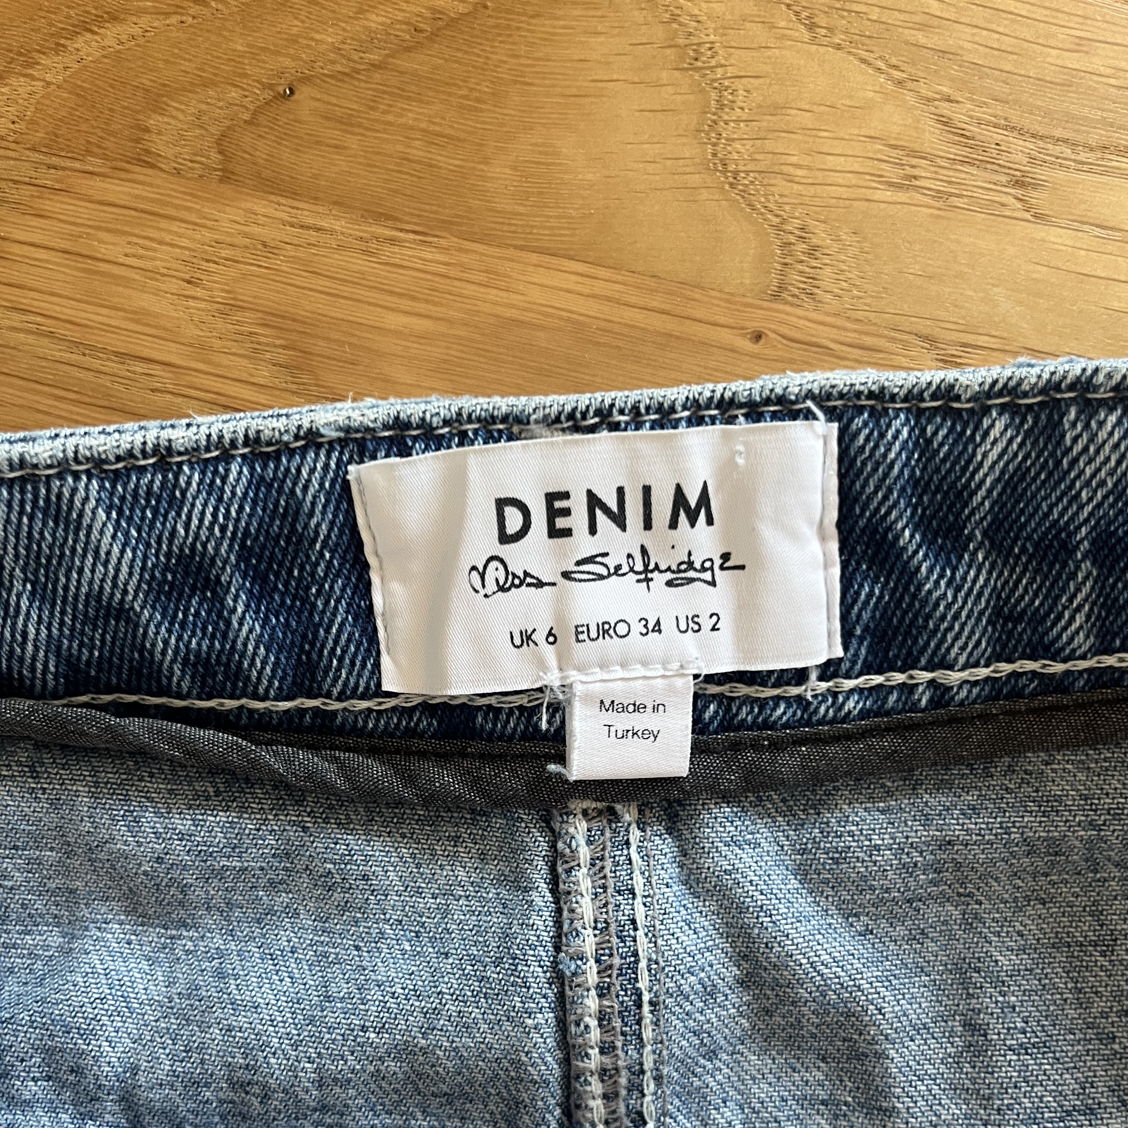 DENIM
Miss Selfridge
UK 6 EURO 34 US 2
Made in
Turkey